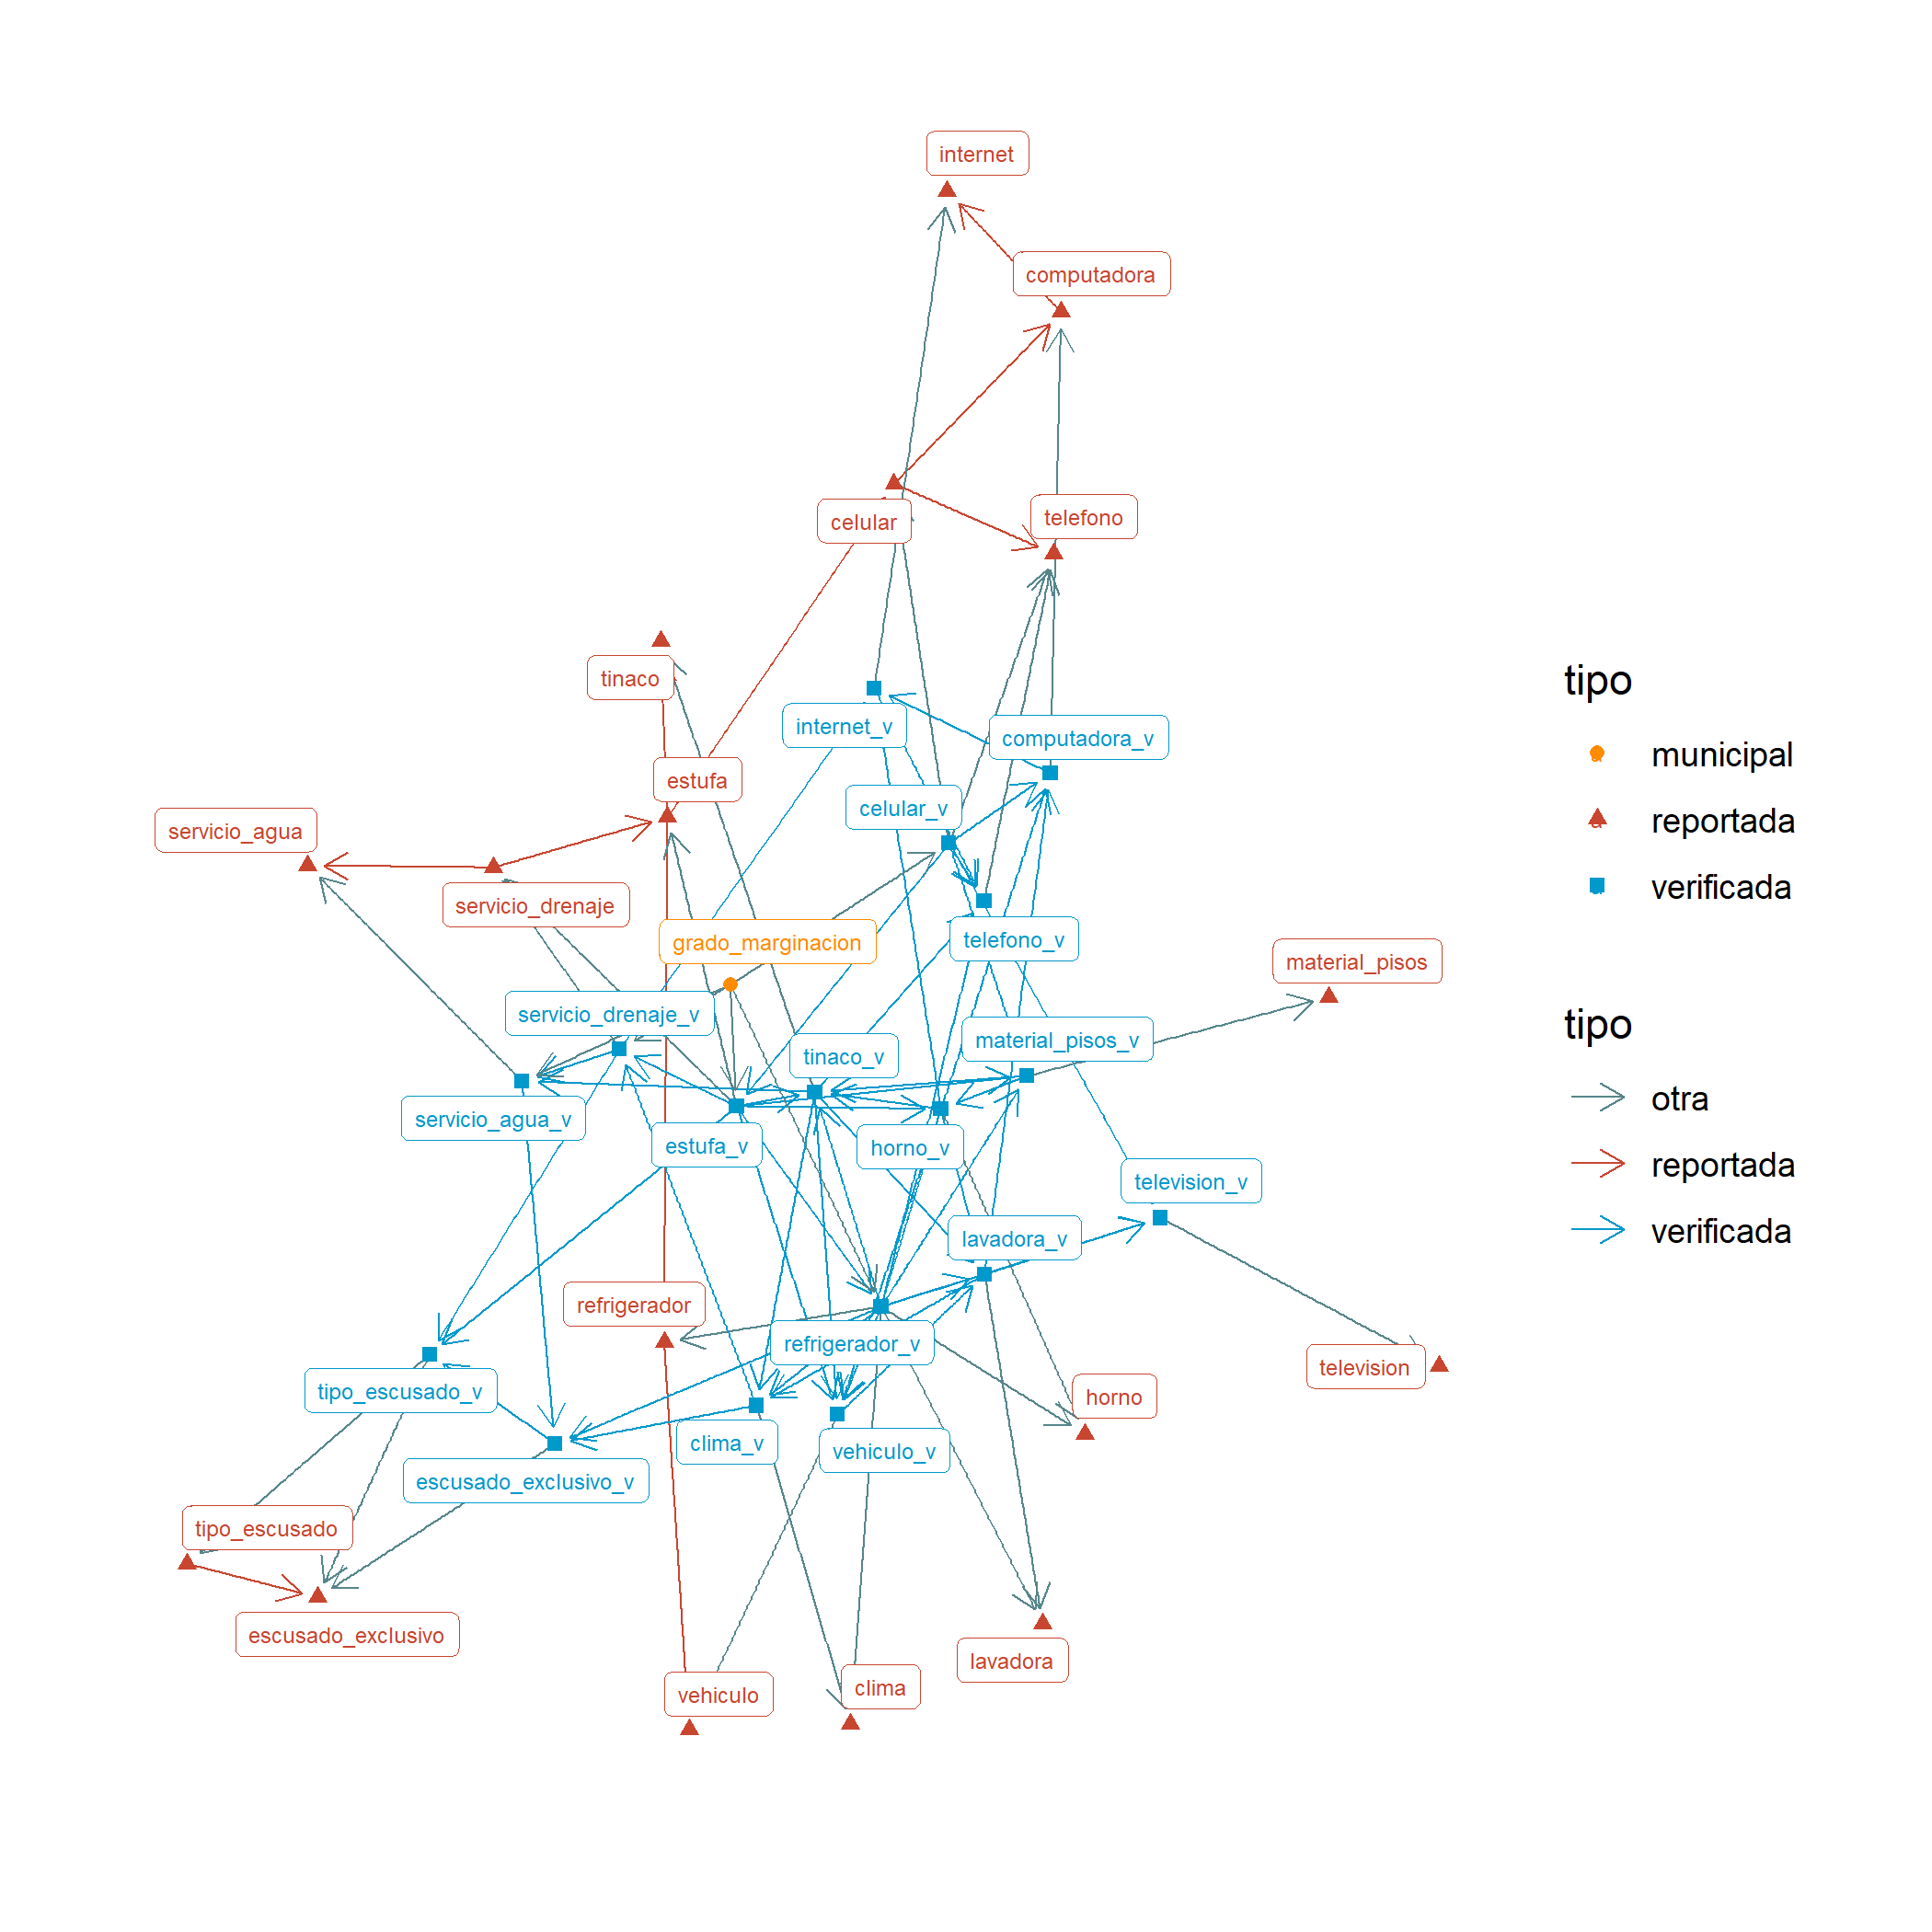 internet
computadora
celular
telefono
tinaco
internet_v
computadora_v
estufa
celular_v
servicio_agua
servicio_drenaje
grado_marginacion
telefono_v
material_pisos
servicio_drenaje_v
tinaco_v
material_pisos_v
servicio_agua_v
estufa_v
horno_v
television_v
lavadora_v
refrigerador
refrigerador_v
television
tipo_escusado_v
horno
clima_v
vehiculo_v
escusado_exclusivo_v
tipo_escusado
escusado_exclusivo
lavadora
vehiculo
clima
tipo
municipal
reportada
verificada
tipo
otra
reportada
verificada